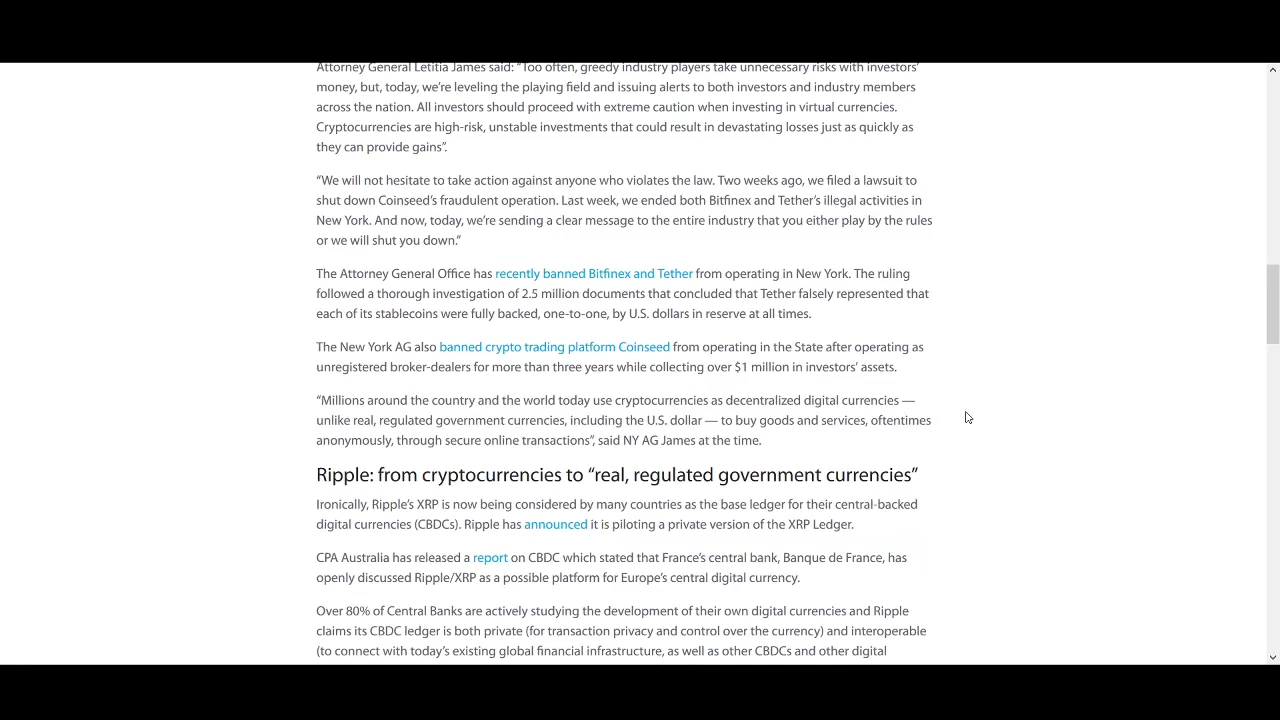 Attorney General Letitia James said: “Too often, greedy industry players take unnecessary risks with investors’
money, but, today, we’re leveling the playing field and issuing alerts to both investors and industry members
across the nation. All investors should proceed with extreme caution when investing in virtual currencies.
Cryptocurrencies are high-risk, unstable investments that could result in devastating losses just as quickly as
they can provide gains”.
“We will not hesitate to take action against anyone who violates the law. Two weeks ago, we filed a lawsuit to
shut down Coinseed’s fraudulent operation. Last week, we ended both Bitfinex and Tether’s illegal activities in
New York. And now, today, we’re sending a clear message to the entire industry that you either play by the rules
or we will shut you down.”
The Attorney General Office has recently banned Bitfinex and Tether from operating in New York. The ruling
followed a thorough investigation of 2.5 million documents that concluded that Tether falsely represented that
each of its stablecoins were fully backed, one-to-one, by U.S. dollars in reserve at all times.
The New York AG also banned crypto trading platform Coinseed from operating in the State after operating as
unregistered broker-dealers for more than three years while collecting over $1 million in investors’ assets.
“Millions around the country and the world today use cryptocurrencies as decentralized digital currencies —
unlike real, regulated government currencies, including the U.S. dollar — to buy goods and services, oftentimes
anonymously, through secure online transactions”, said NY AG James at the time.
Ripple: from cryptocurrencies to “real, regulated government currencies”
Ironically, Ripple’s XRP is now being considered by many countries as the base ledger for their central-backed
digital currencies (CBDCs). Ripple has announced it is piloting a private version of the XRP Ledger.
CPA Australia has released a report on CBDC which stated that France’s central bank, Banque de France, has
openly discussed Ripple/XRP as a possible platform for Europe’s central digital currency.
Over 80% of Central Banks are actively studying the development of their own digital currencies and Ripple
claims its CBDC ledger is both private (for transaction privacy and control over the currency) and interoperable
(to connect with today’s existing global financial infrastructure, as well as other CBDCs and other digital